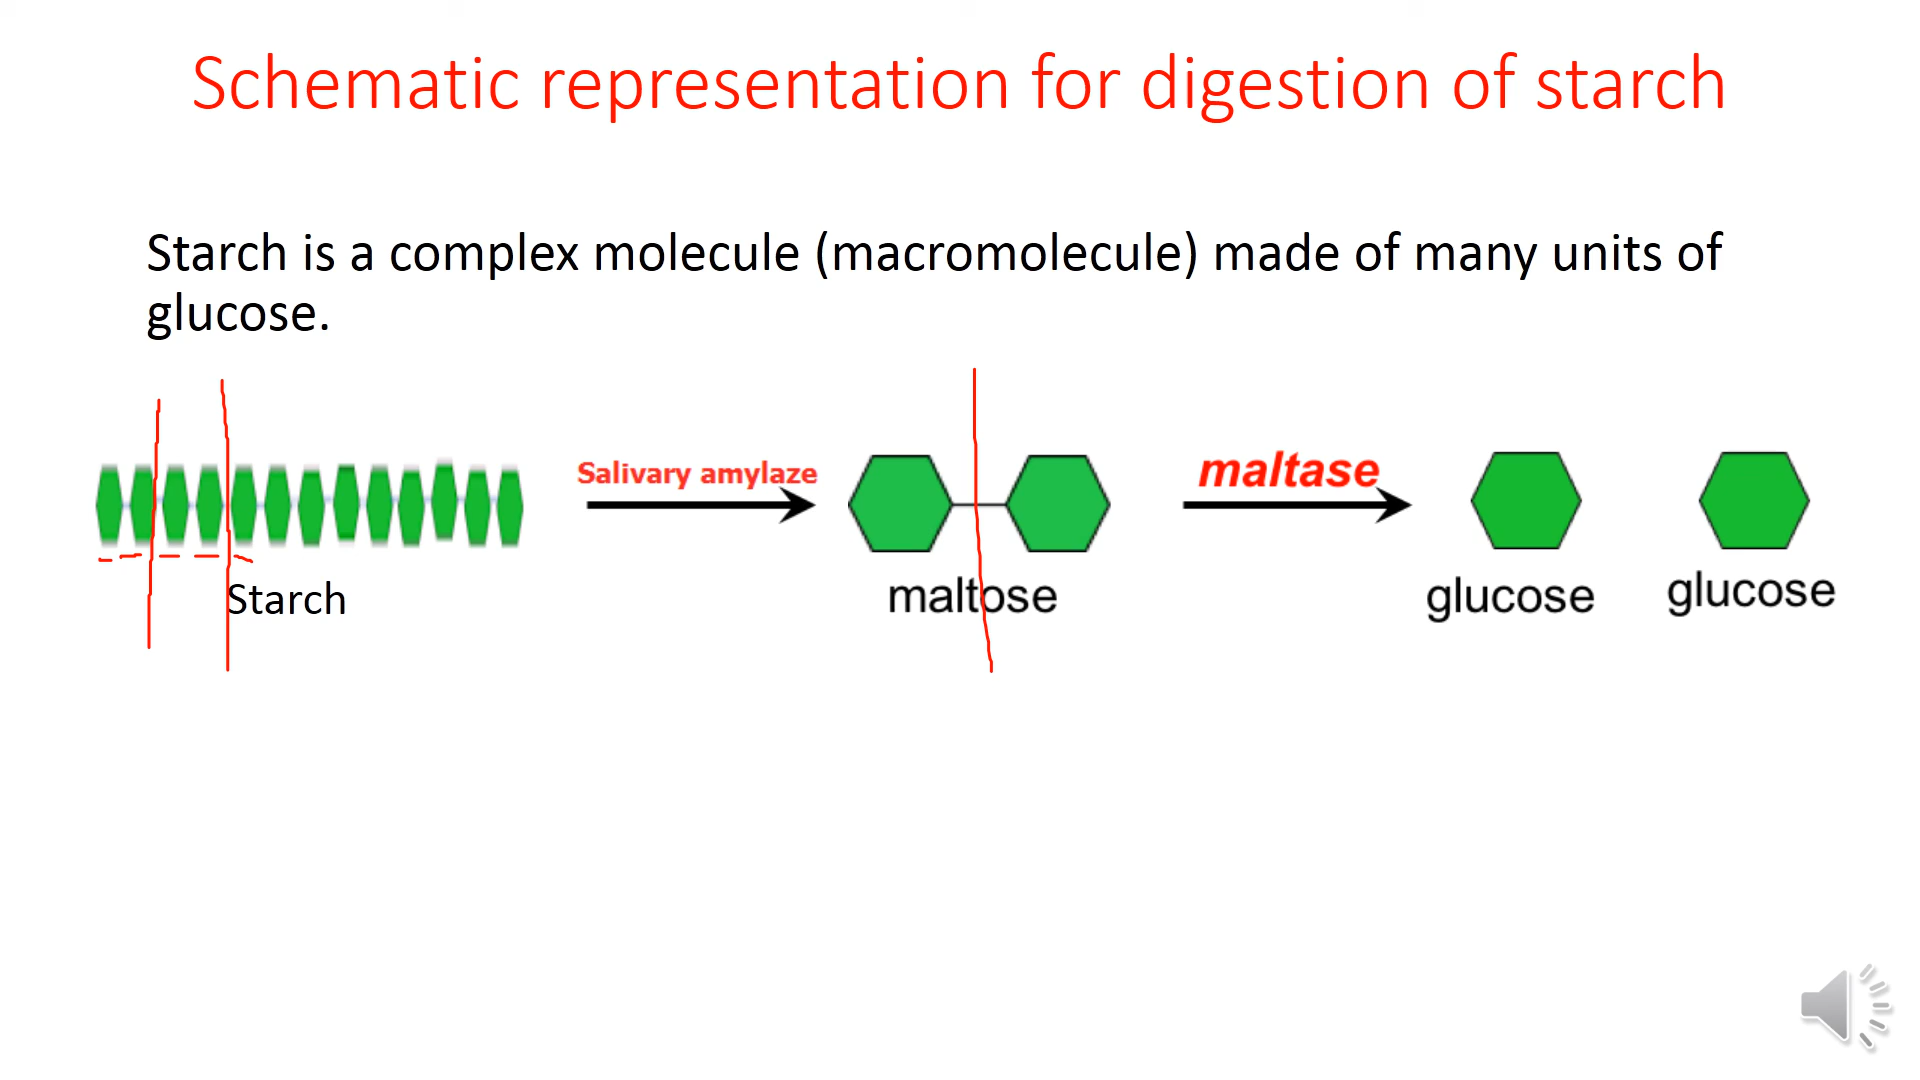 Schematic representation for digestion of starch
Starch is a complex molecule (macromolecule) made of many units of
glucose.
Salivary amylaze
maltase
Starch
maltose
glucose
glucose